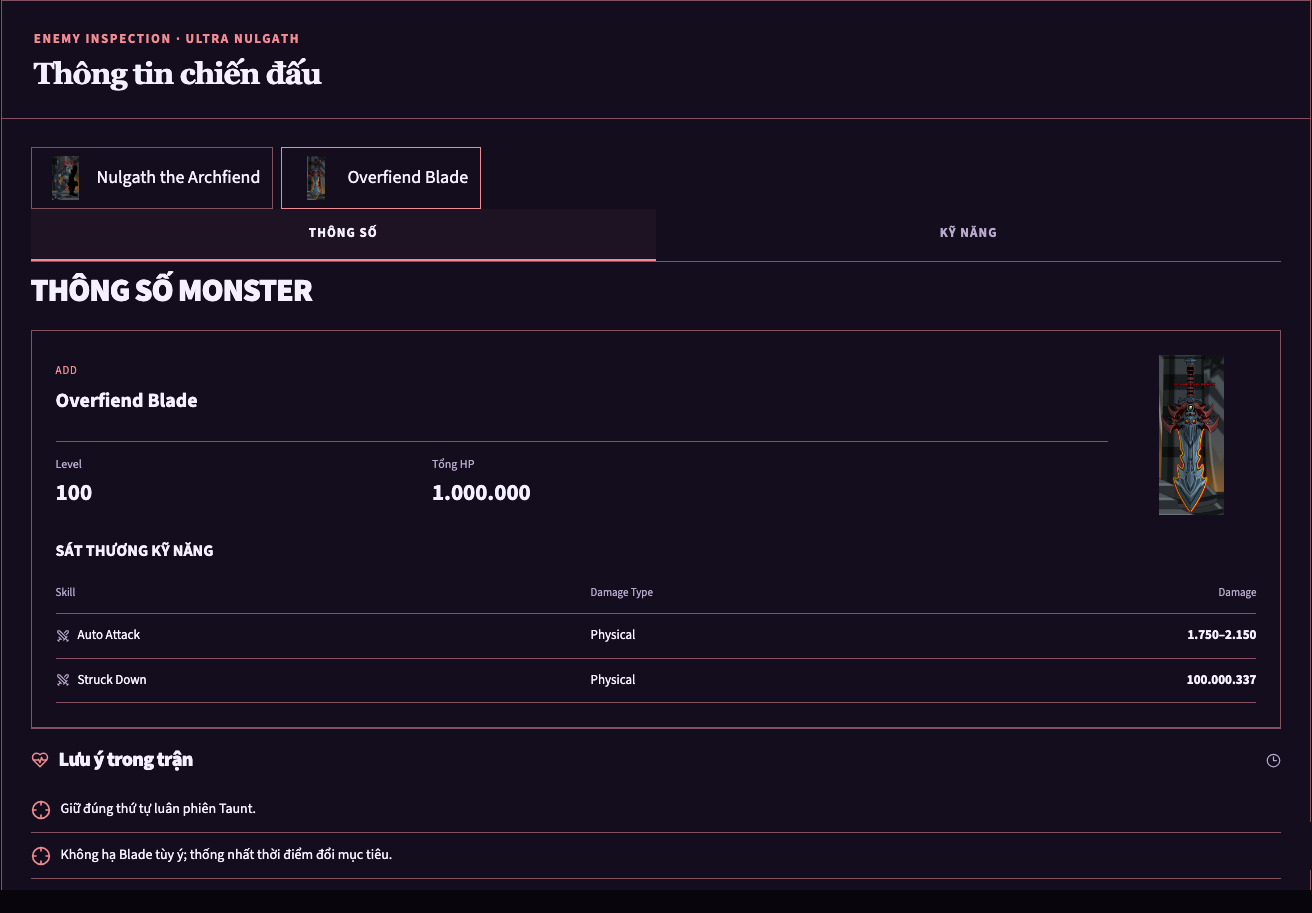 ENEMY INSPECTION · ULTRA NULGATH
Thông tin chiến đấu
Nulgath the Archfiend
Overfiend Blade
THÔNG SỐ
KỸ NĂNG
THÔNG SỐ MONSTER
ADD
Overfiend Blade
Level
Tổng HP
100
1.000.000
SÁT THƯƠNG KỸ NĂNG
Skill Damage Type Damage
Auto Attack Physical 1.750–2.150
Struck Down Physical 100.000.337
Lưu ý trong trận
Giữ đúng thứ tự luân phiên Taunt.
Không hạ Blade tùy ý; thống nhất thời điểm đổi mục tiêu.